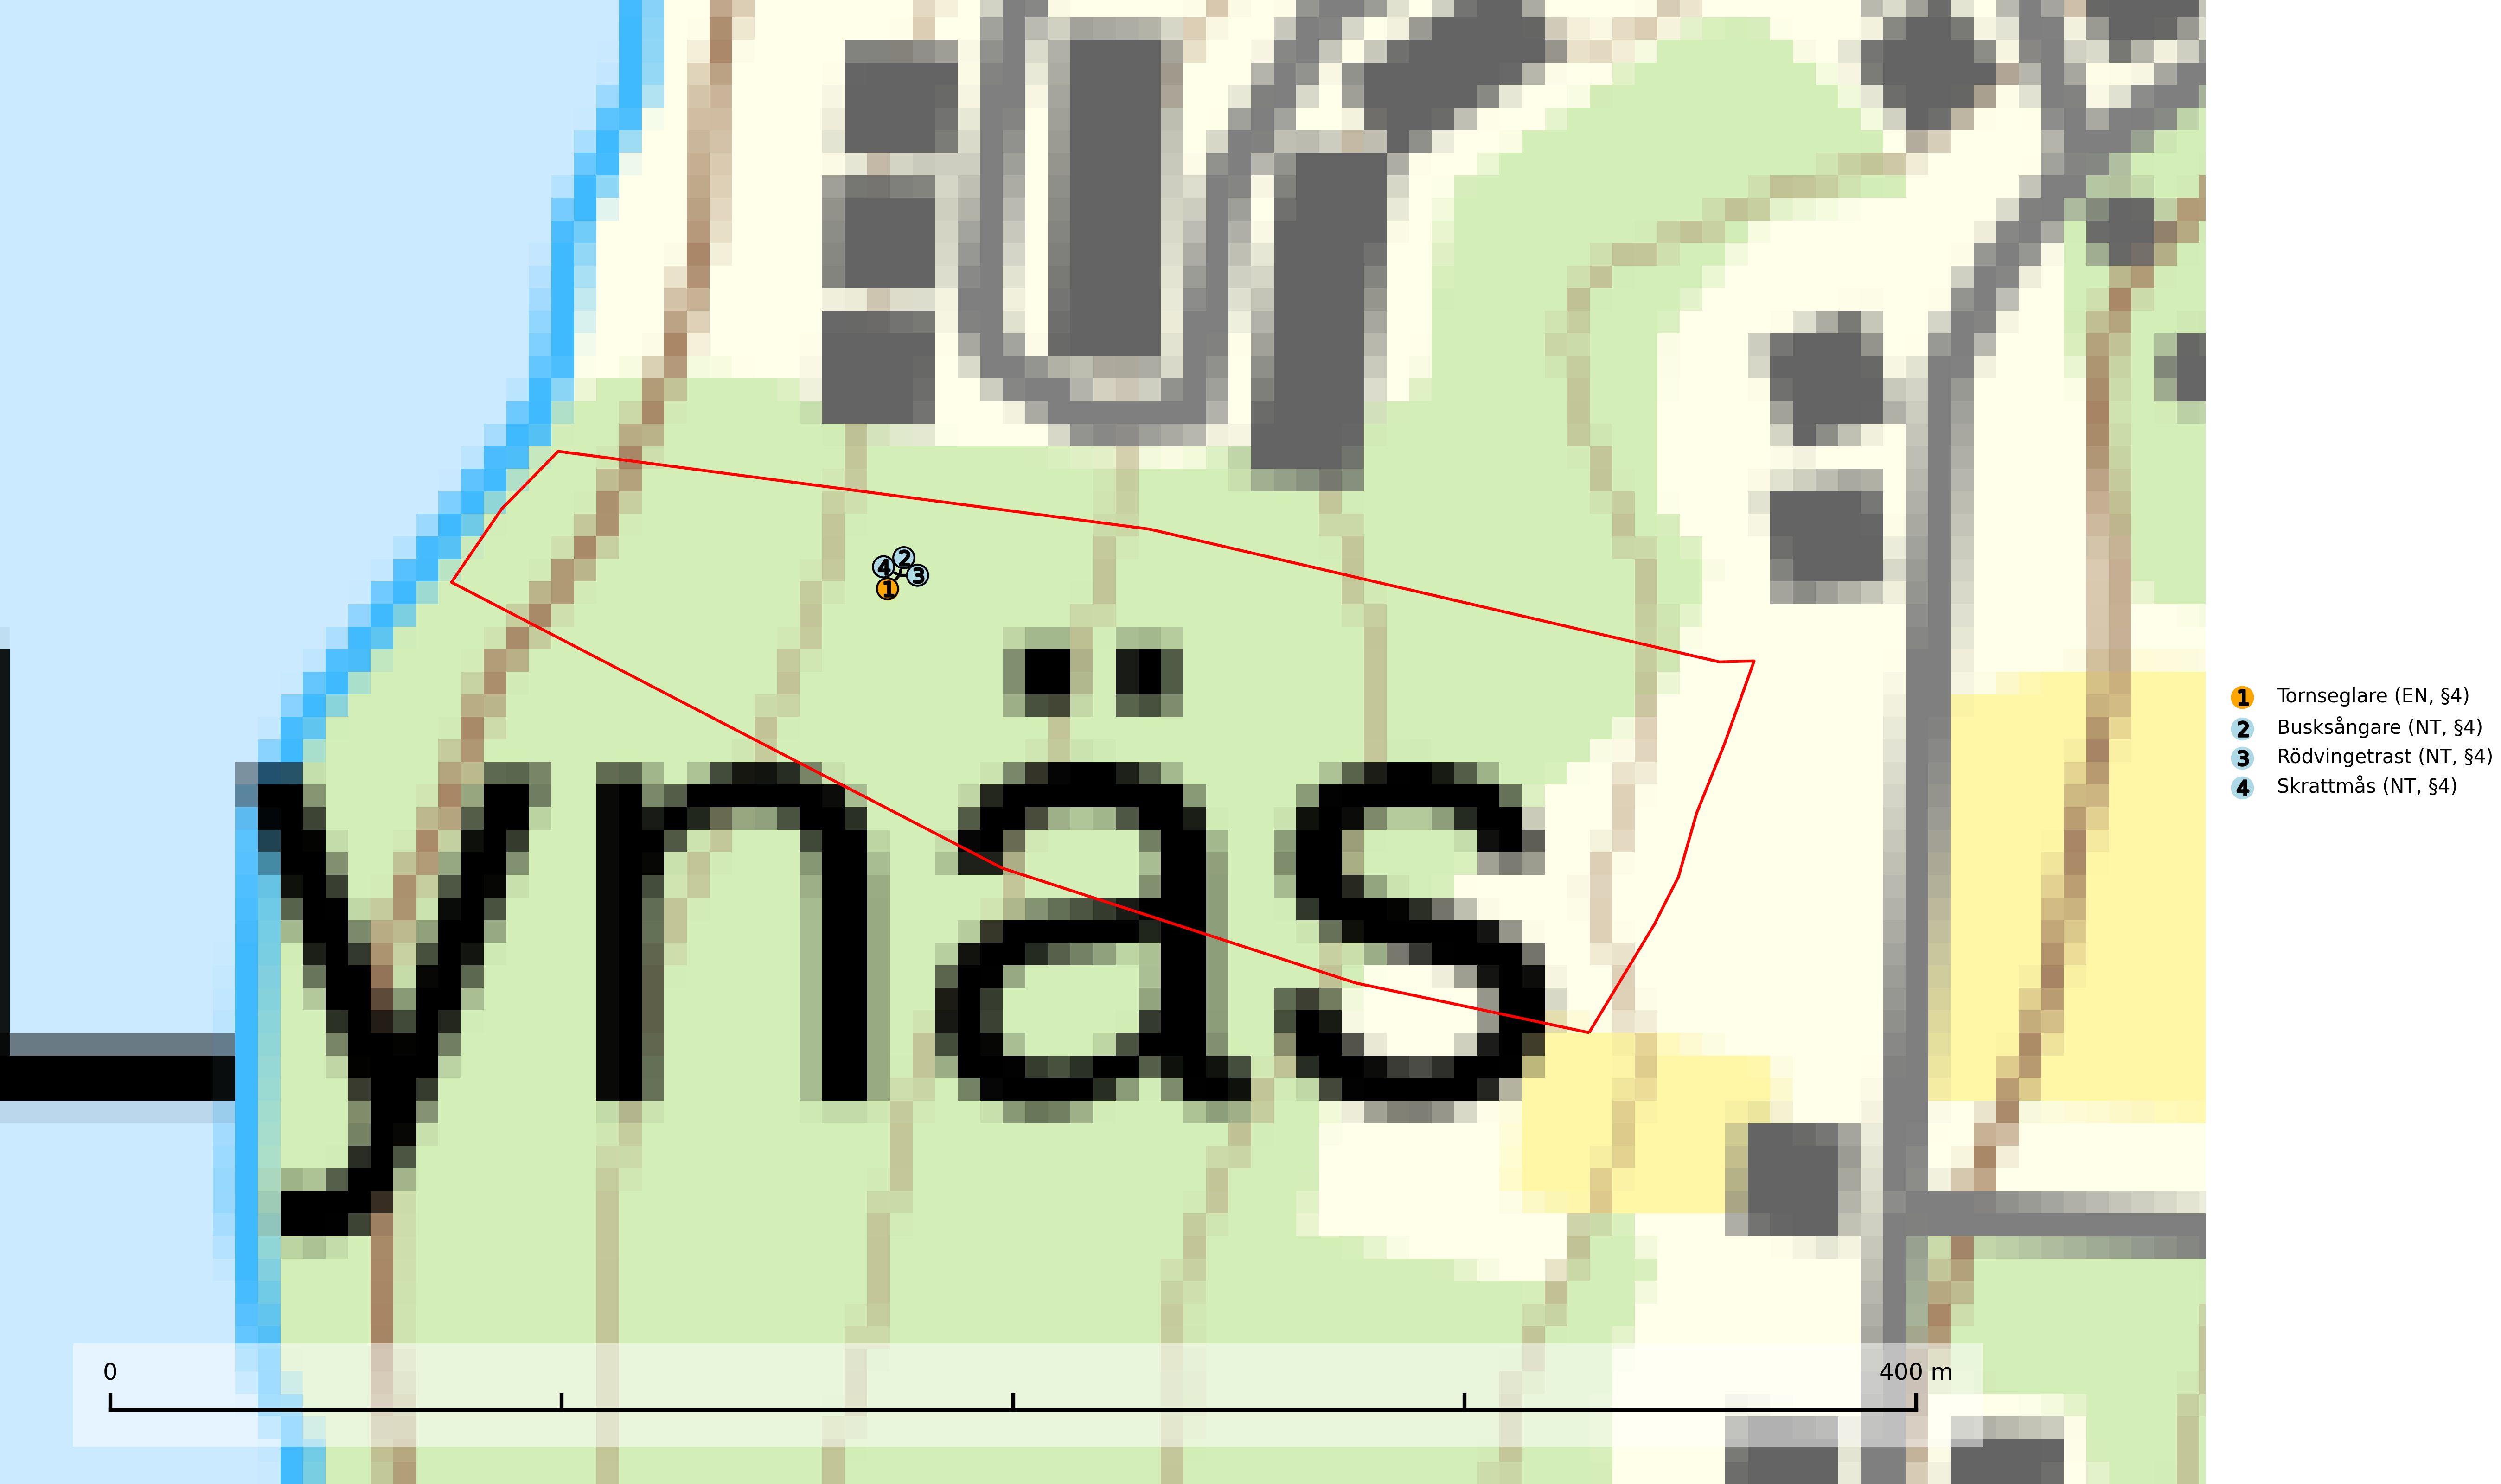 4 2
3
1
ynäs
0 400 m
1 Tornseglare (EN, §4)
2 Busksångare (NT, §4)
3 Rödvingetrast (NT, §4)
4 Skrattmås (NT, §4)